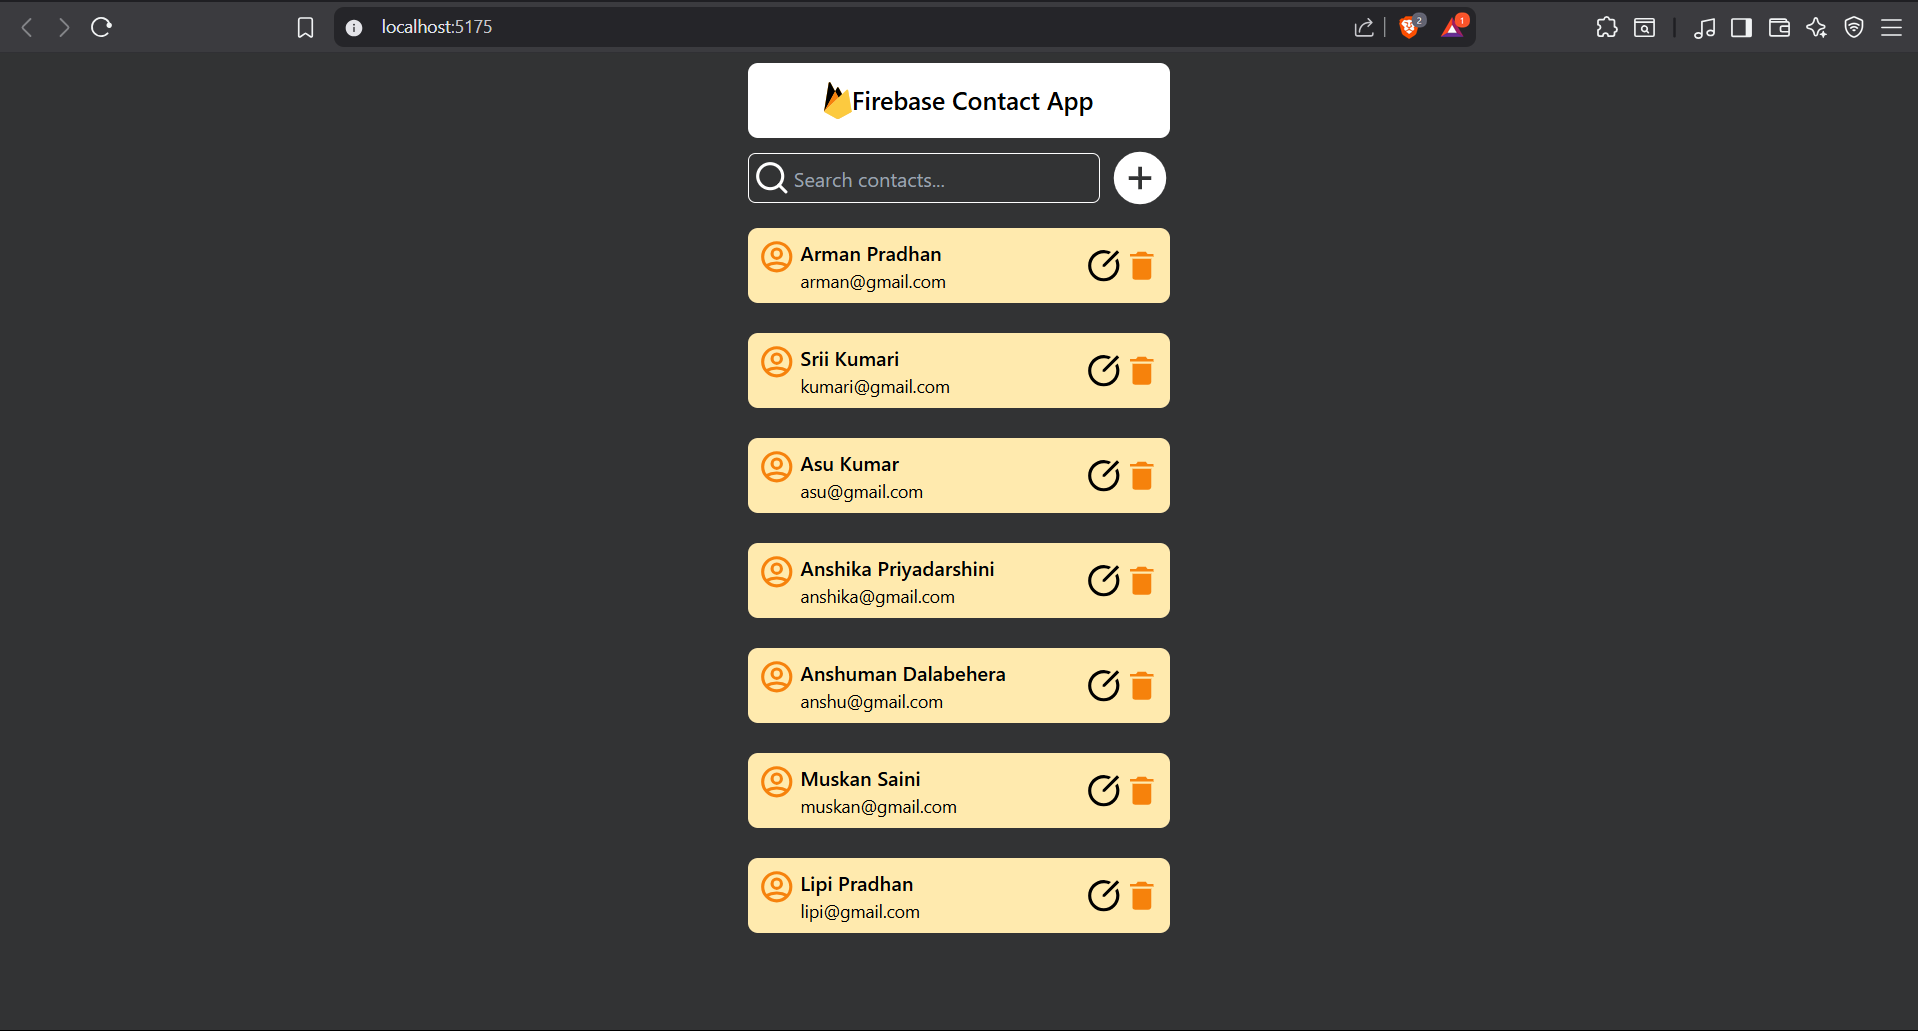 localhost:5175
2
1
Firebase Contact App
Search contacts...
Arman Pradhan
arman@gmail.com
Srii Kumari
kumari@gmail.com
Asu Kumar
asu@gmail.com
Anshika Priyadarshini
anshika@gmail.com
Anshuman Dalabehera
anshu@gmail.com
Muskan Saini
muskan@gmail.com
Lipi Pradhan
lipi@gmail.com